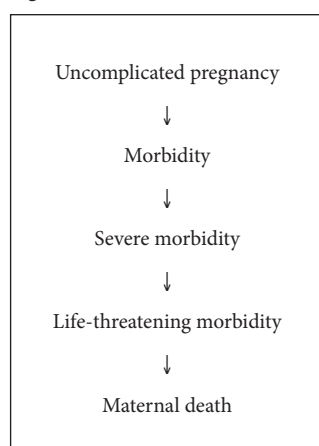 Uncomplicated pregnancy
↓
Morbidity
↓
Severe morbidity
↓
Life-threatening morbidity
↓
Maternal death